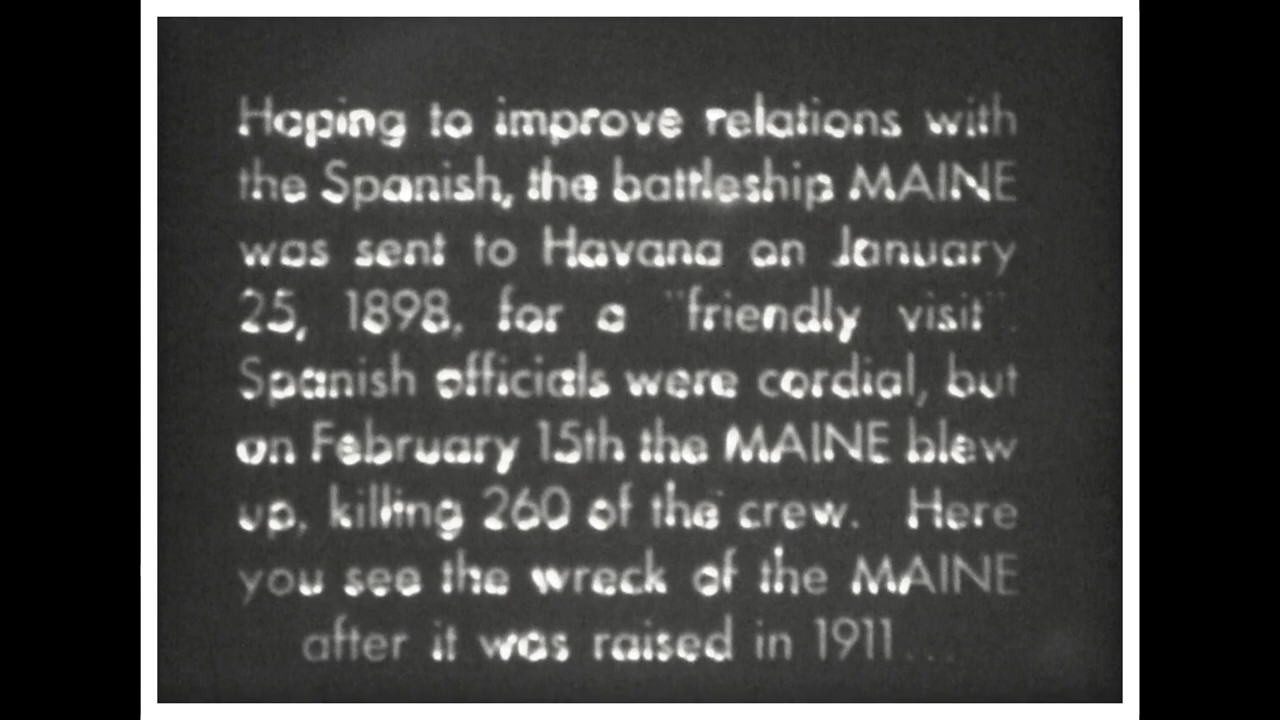 Hoping to improve relations with
the Spanish, the battleship MAINE
was sent to Havana on January
25, 1898, for a "friendly visit".
Spanish officials were cordial, but
on February 15th the MAINE blew
up, killing 260 of the crew. Here
you see the wreck of the MAINE
after it was raised in 1911...